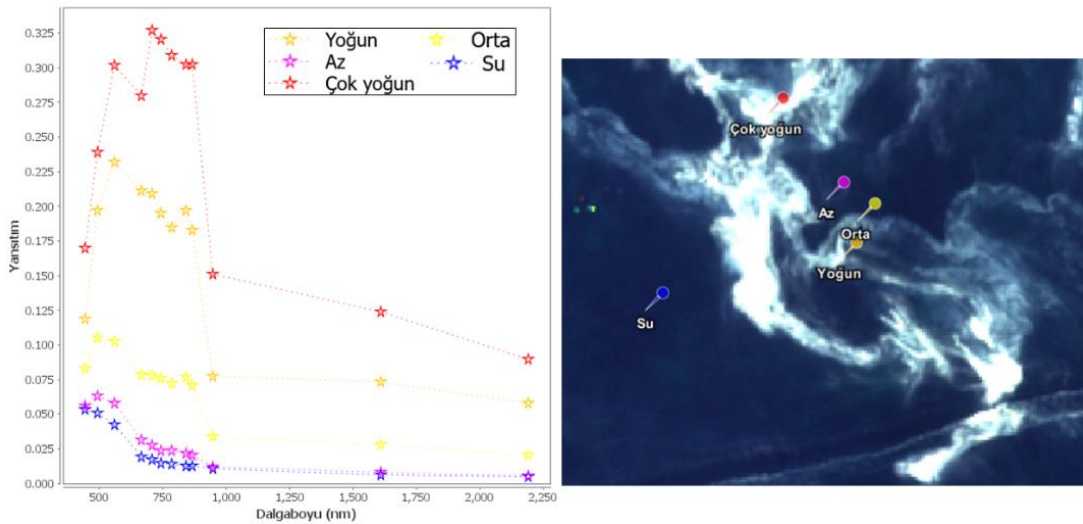 0.325
0.300
0.275
0.250
0.225
0.200
0.175
0.150
0.125
0.100
0.075
0.050
0.025
0.000
Yansıtım
500
750
1,000
1,250
1,500
1,750
2,000
2,250
Dalgaboyu (nm)
Yoğun
Orta
Az
Su
Çok yoğun
Çok yoğun
Az
Orta
Yoğun
Su